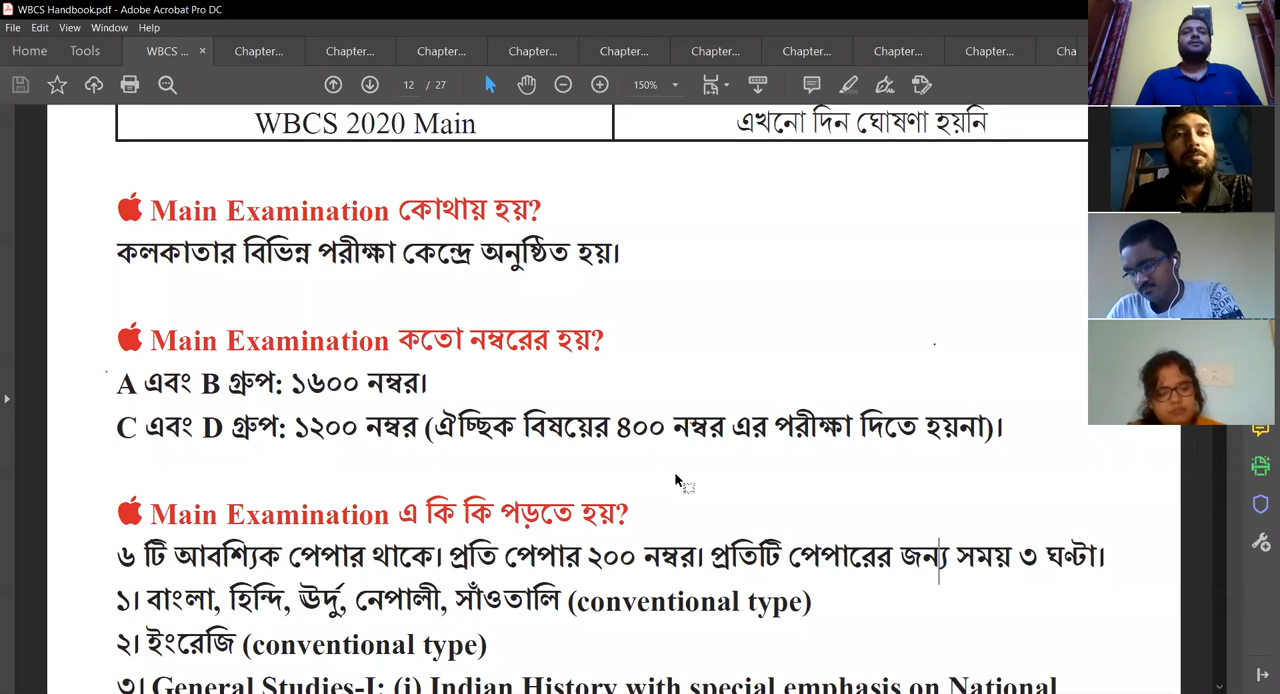 WBCS Handbook.pdf - Adobe Acrobat Pro DC
File Edit View Window Help
Home Tools WBCS ... × Chapter... Chapter... Chapter... Chapter... Chapter... Chapter... Chapter... Chapter... Chapter... Cha
12 / 27 150%
WBCS 2020 Main এখনো দিন ঘোষণা হয়নি
Main Examination কোথায় হয়?
কলকাতার বিভিন্ন পরীক্ষা কেন্দ্রে অনুষ্ঠিত হয়।
Main Examination কতো নম্বরের হয়?
A এবং B গ্রুপ: ১৬০০ নম্বর।
C এবং D গ্রুপ: ১২০০ নম্বর (ঐচ্ছিক বিষয়ের ৪০০ নম্বর এর পরীক্ষা দিতে হয়না)।
Main Examination এ কি কি পড়তে হয়?
৬ টি আবশ্যিক পেপার থাকে। প্রতি পেপার ২০০ নম্বর। প্রতিটি পেপারের জন্য সময় ৩ ঘণ্টা।
১। বাংলা, হিন্দি, ঊর্দু, নেপালী, সাঁওতালি (conventional type)
২। ইংরেজি (conventional type)
৩। General Studies-I: (i) Indian History with special emphasis on National